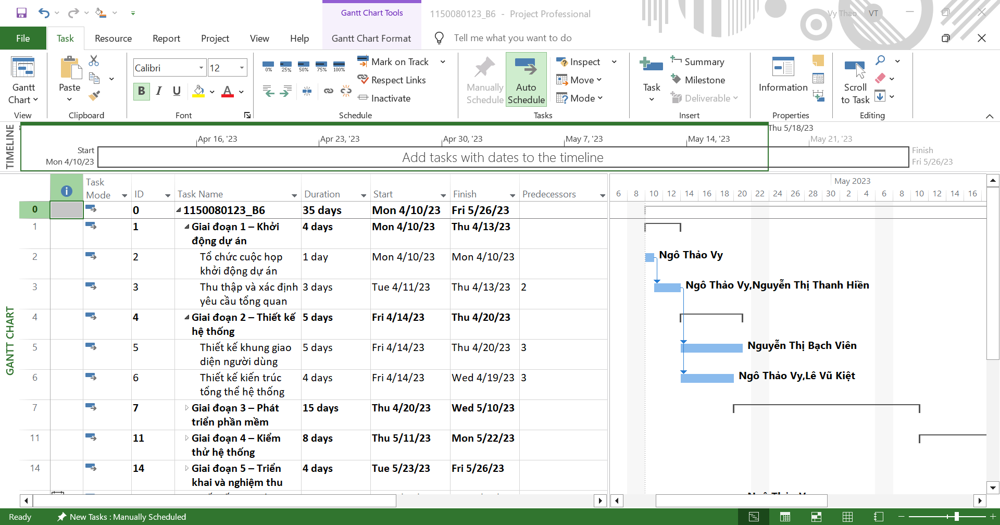 Gantt Chart Tools
1150080123_B6 - Project Professional
Vy Thao VT
File Task Resource Report Project View Help Gantt Chart Format Tell me what you want to do
Gantt Chart
View
Paste
Clipboard
Calibri 12
B I U A
Font
0% 25% 50% 75% 100%
Mark on Track
Respect Links
Inactivate
Schedule
Manually Schedule
Auto Schedule
Inspect
Move
Mode
Tasks
Task
Summary
Milestone
Deliverable
Insert
Information
Properties
Scroll to Task
Editing
TIMELINE
Thu 5/18/23
Apr 16, '23 Apr 23, '23 Apr 30, '23 May 7, '23 May 14, '23 May 21, '23
Start
Mon 4/10/23
Add tasks with dates to the timeline
Finish
Fri 5/26/23
GANTT CHART
Task Mode ID Task Name Duration Start Finish Predecessors
May 2023
6 8 10 12 14 16 18 20 22 24 26 28 30 2 4 6 8 10 12 14 16
0 0 1150080123_B6 35 days Mon 4/10/23 Fri 5/26/23
1 1 Giai đoạn 1 – Khởi động dự án 4 days Mon 4/10/23 Thu 4/13/23
2 2 Tổ chức cuộc họp khởi động dự án 1 day Mon 4/10/23 Mon 4/10/23
Ngô Thảo Vy
3 3 Thu thập và xác định yêu cầu tổng quan 3 days Tue 4/11/23 Thu 4/13/23 2
Ngô Thảo Vy,Nguyễn Thị Thanh Hiền
4 4 Giai đoạn 2 – Thiết kế hệ thống 5 days Fri 4/14/23 Thu 4/20/23
5 5 Thiết kế khung giao diện người dùng 5 days Fri 4/14/23 Thu 4/20/23 3
Nguyễn Thị Bạch Viên
6 6 Thiết kế kiến trúc tổng thể hệ thống 4 days Fri 4/14/23 Wed 4/19/23 3
Ngô Thảo Vy,Lê Vũ Kiệt
7 7 Giai đoạn 3 – Phát triển phần mềm 15 days Thu 4/20/23 Wed 5/10/23
11 11 Giai đoạn 4 – Kiểm thử hệ thống 8 days Thu 5/11/23 Mon 5/22/23
14 14 Giai đoạn 5 – Triển khai và nghiệm thu 4 days Tue 5/23/23 Fri 5/26/23
Ready New Tasks : Manually Scheduled